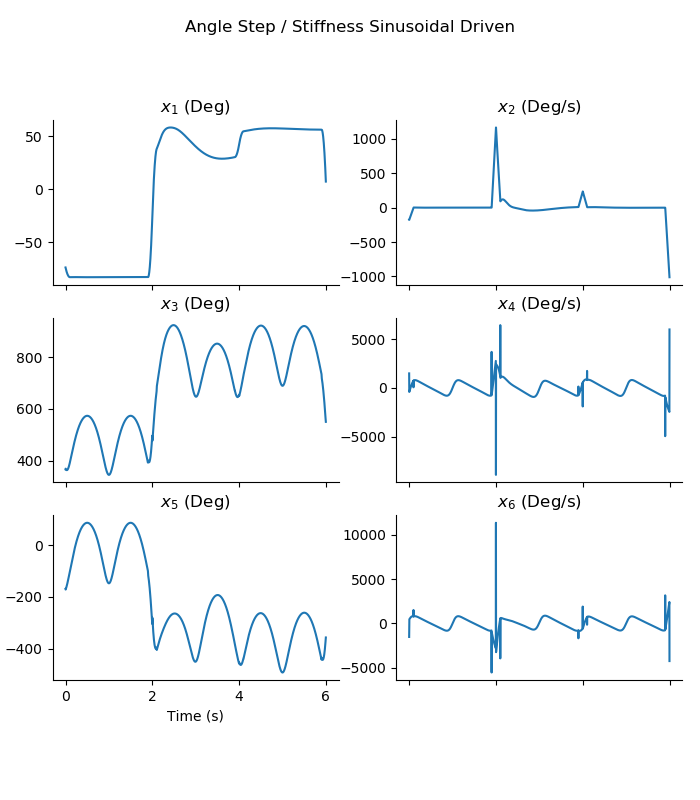 Angle Step / Stiffness Sinusoidal Driven
x₁ (Deg)
50
0
−50
x₂ (Deg/s)
1000
500
0
−500
−1000
x₃ (Deg)
800
600
400
x₄ (Deg/s)
5000
0
−5000
x₅ (Deg)
0
−200
−400
0 2 4 6
Time (s)
x₆ (Deg/s)
10000
5000
0
−5000